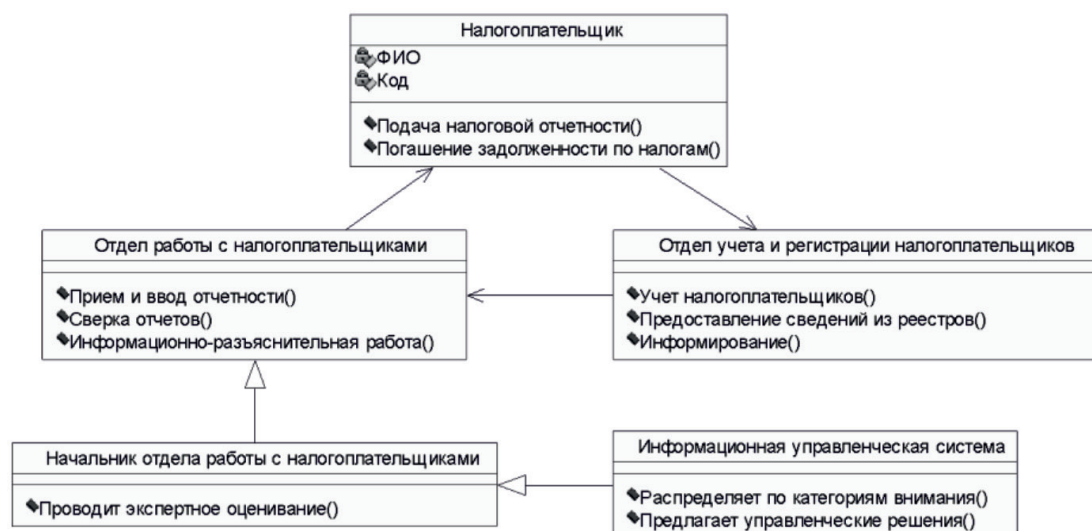 Налогоплательщик
ФИО
Код
Подача налоговой отчетности()
Погашение задолженности по налогам()
Отдел работы с налогоплательщиками
Прием и ввод отчетности()
Сверка отчетов()
Информационно-разъяснительная работа()
Отдел учета и регистрации налогоплательщиков
Учет налогоплательщиков()
Предоставление сведений из реестров()
Информирование()
Начальник отдела работы с налогоплательщиками
Проводит экспертное оценивание()
Информационная управленческая система
Распределяет по категориям внимания()
Предлагает управленческие решения()